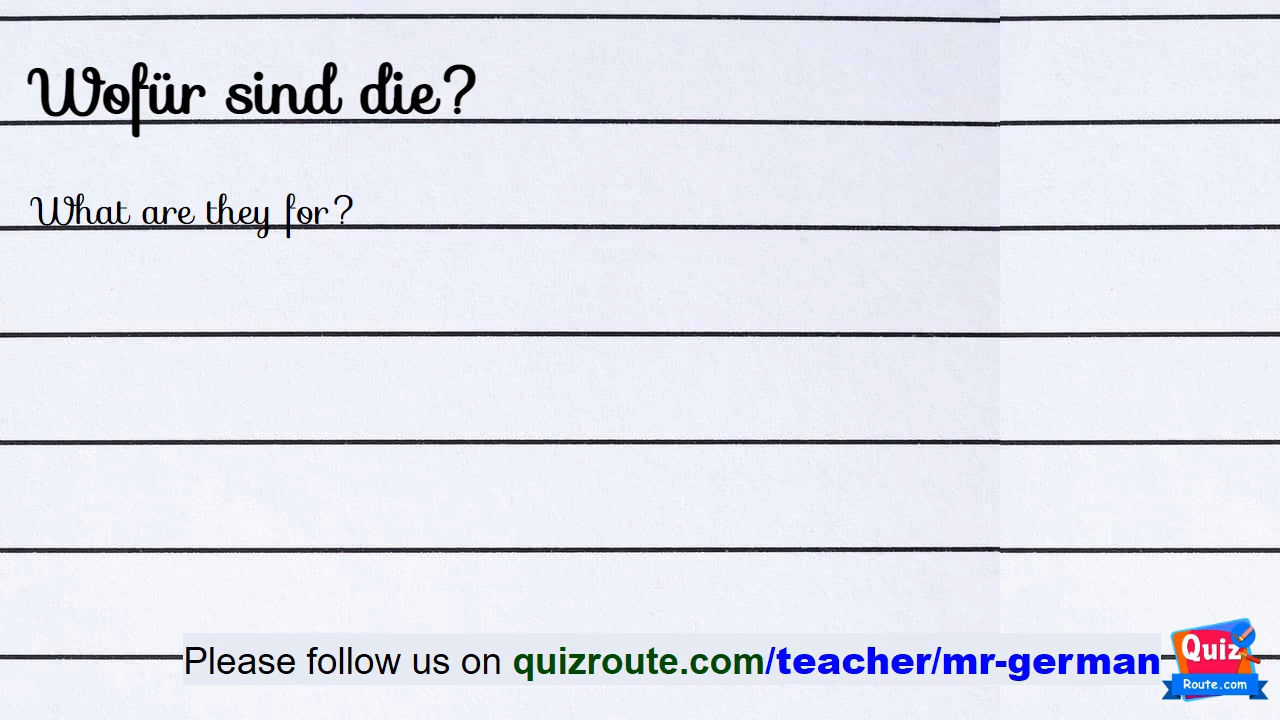 Wofür sind die?
What are they for?
Please follow us on quizroute.com/teacher/mr-german
Quiz
Route.com